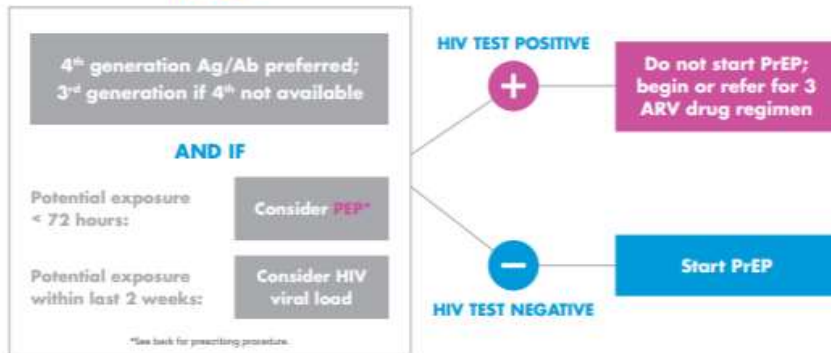 4th generation Ag/Ab preferred;
3rd generation if 4th not available
AND IF
Potential exposure
< 72 hours:
Consider PEP*
Potential exposure
within last 2 weeks:
Consider HIV
viral load
*See back for prescribing procedure.
HIV TEST POSITIVE
+
Do not start PrEP;
begin or refer for 3
ARV drug regimen
−
HIV TEST NEGATIVE
Start PrEP